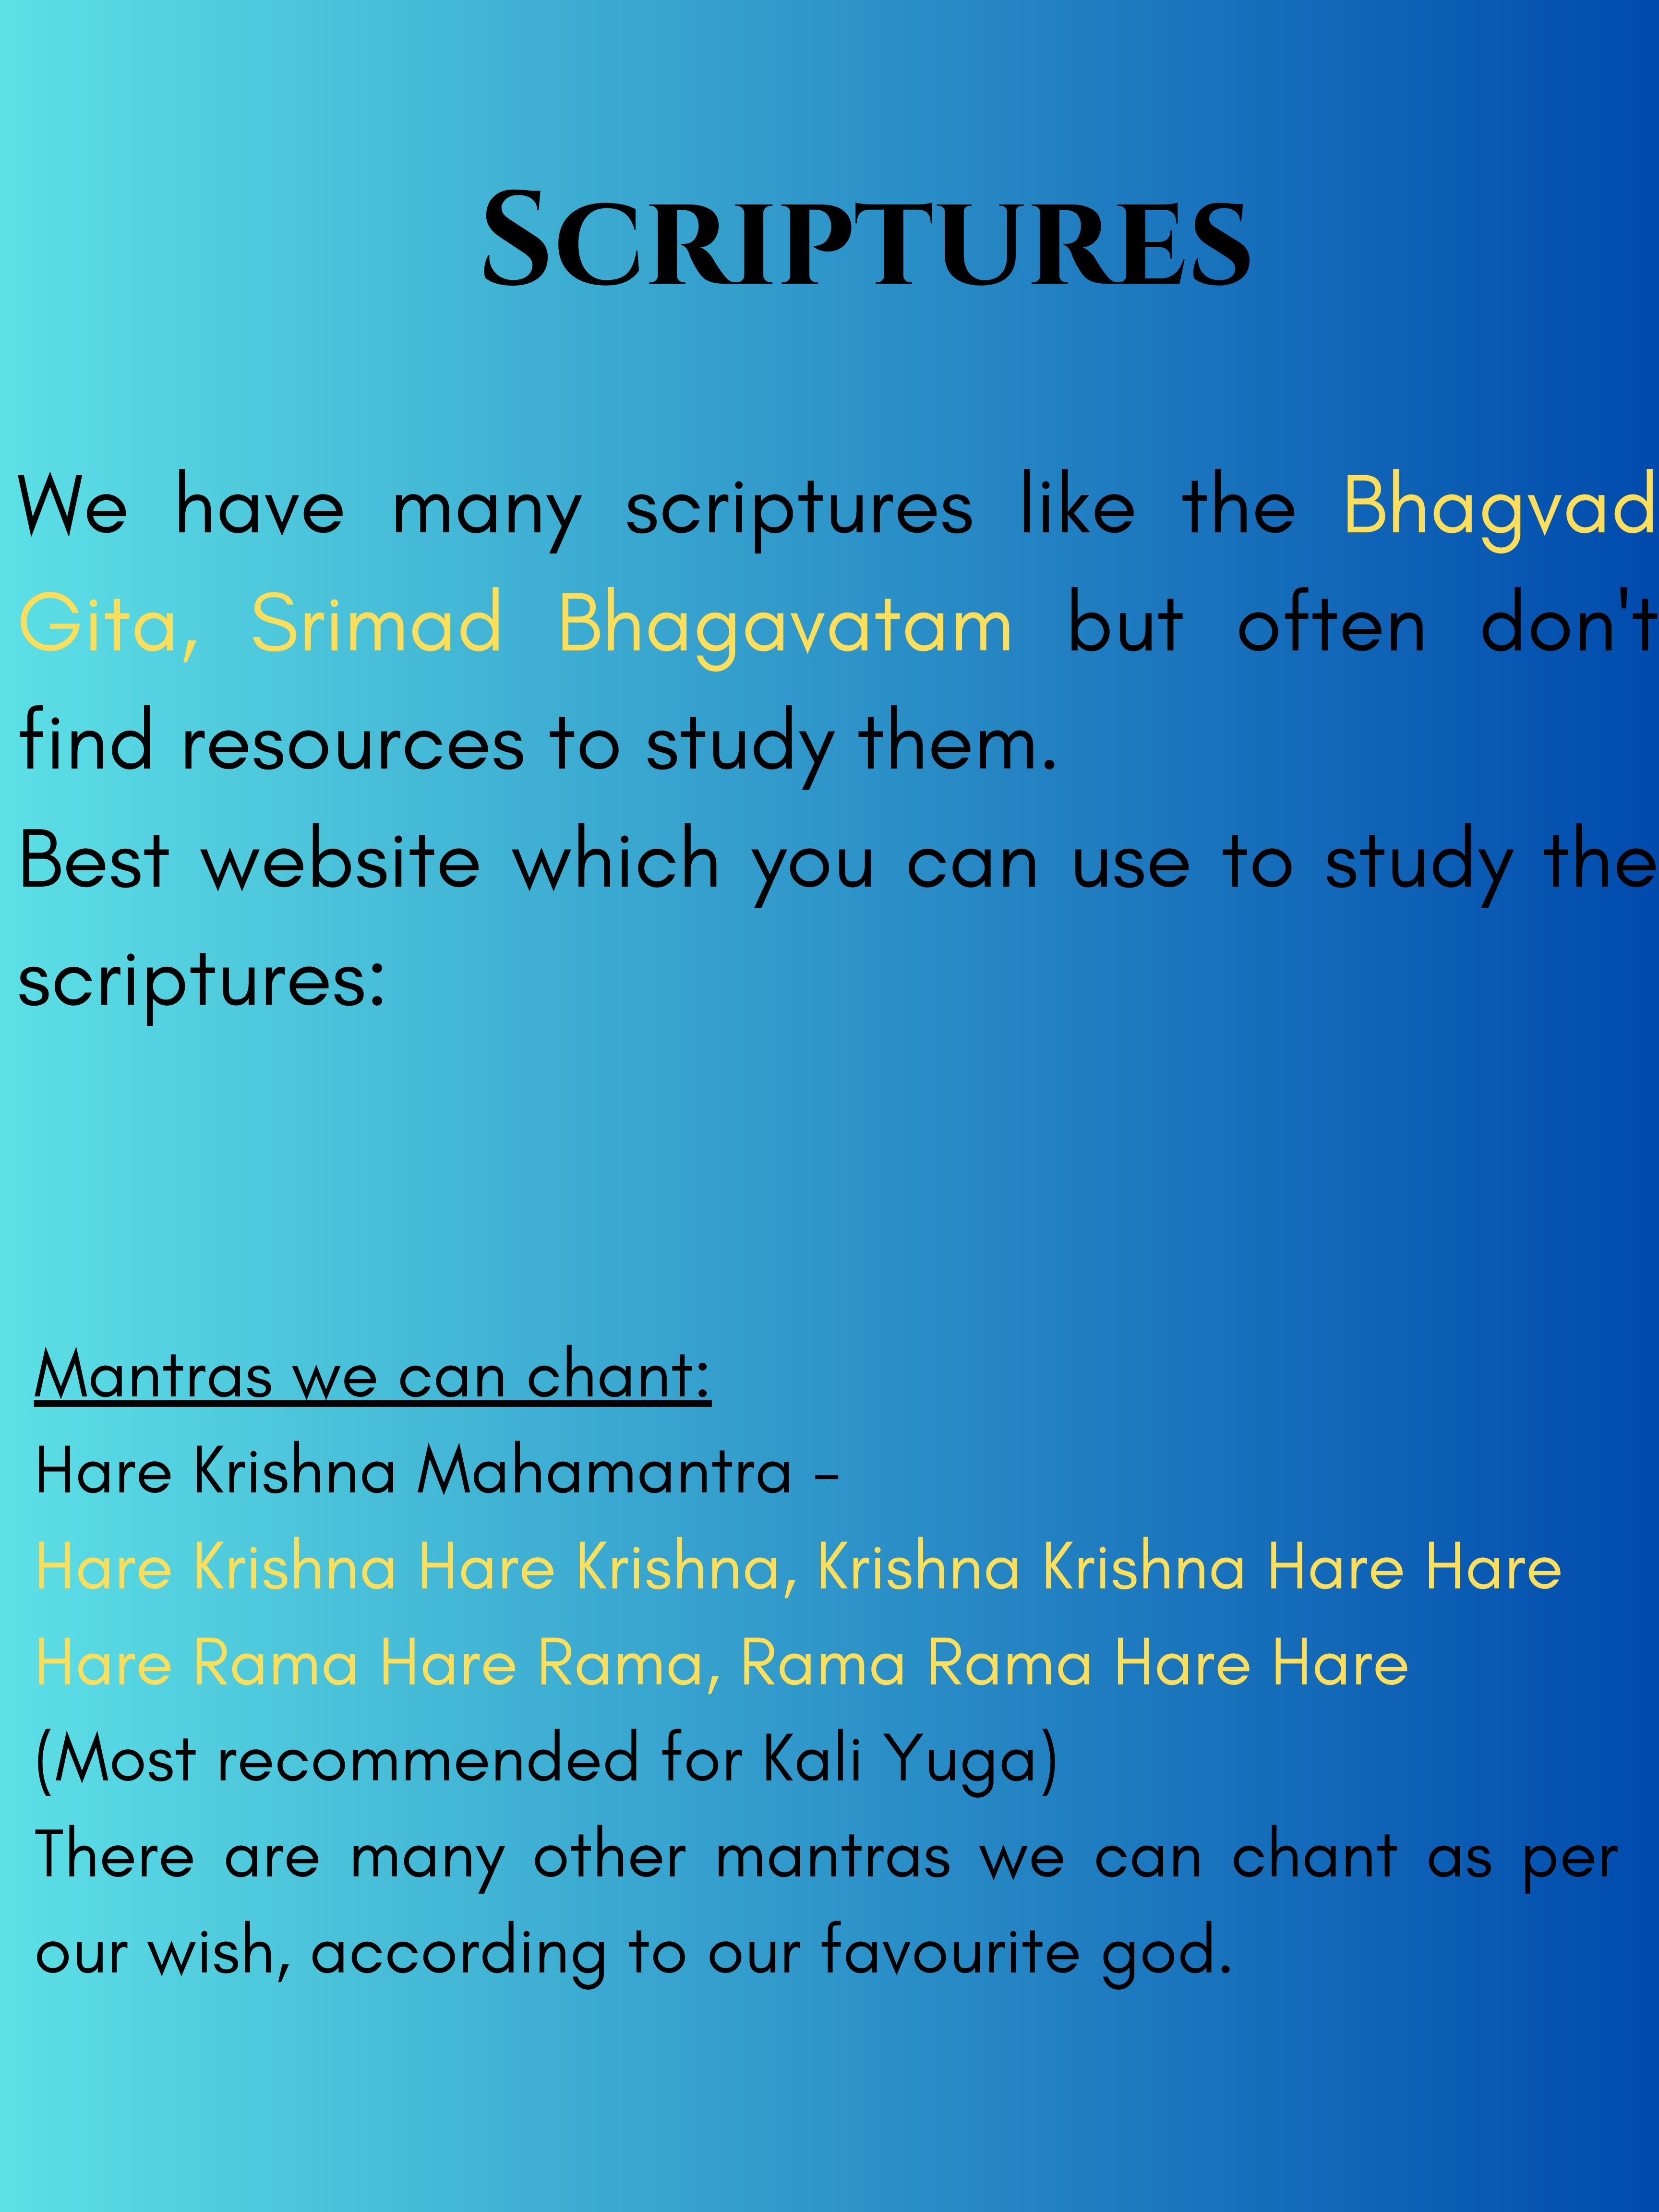 Scriptures
We have many scriptures like the Bhagvad
Gita, Srimad Bhagavatam but often don't
find resources to study them.
Best website which you can use to study the
scriptures:
Mantras we can chant:
Hare Krishna Mahamantra –
Hare Krishna Hare Krishna, Krishna Krishna Hare Hare
Hare Rama Hare Rama, Rama Rama Hare Hare
(Most recommended for Kali Yuga)
There are many other mantras we can chant as per
our wish, according to our favourite god.